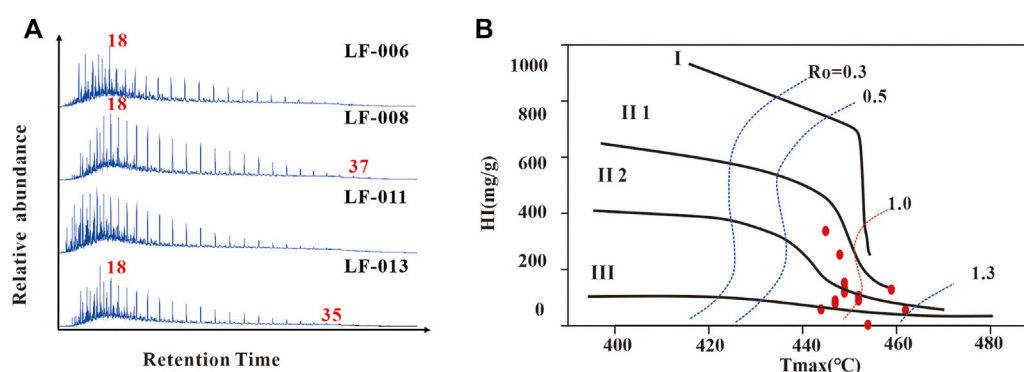 A
18
LF-006
18
LF-008
37
LF-011
18
LF-013
35
Relative abundance
Retention Time
B
1000
800
600
400
200
0
HI(mg/g)
I
II 1
II 2
III
Ro=0.3
0.5
1.0
1.3
400
420
440
460
480
Tmax(℃)